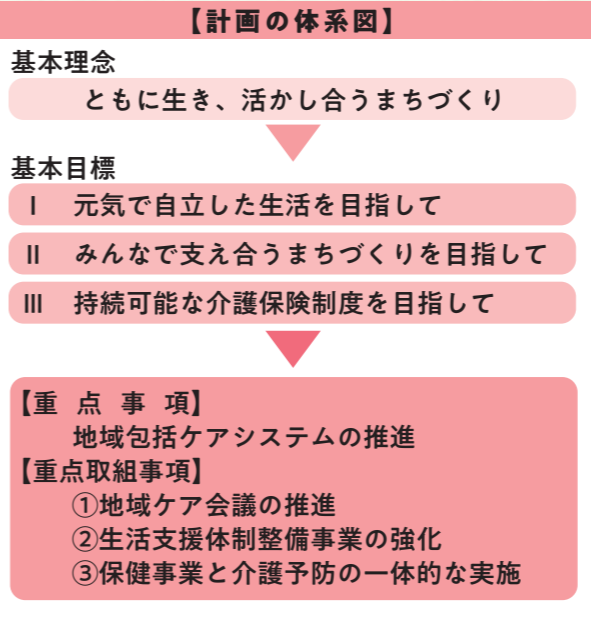 【計画の体系図】
基本理念
ともに生き、活かし合うまちづくり
基本目標
Ⅰ 元気で自立した生活を目指して
Ⅱ みんなで支え合うまちづくりを目指して
Ⅲ 持続可能な介護保険制度を目指して
【重 点 事 項】
地域包括ケアシステムの推進
【重点取組事項】
①地域ケア会議の推進
②生活支援体制整備事業の強化
③保健事業と介護予防の一体的な実施